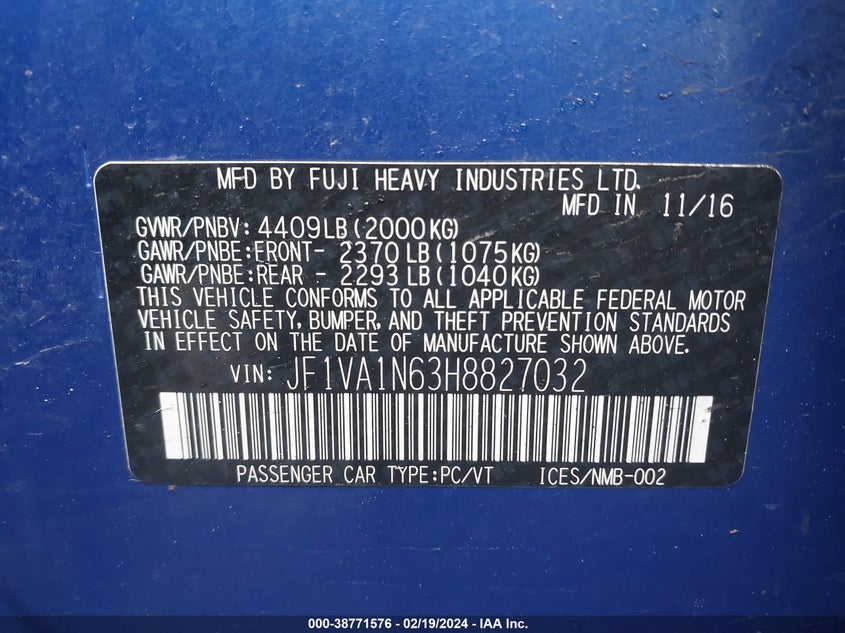 MFD BY FUJI HEAVY INDUSTRIES LTD.
MFD IN 11/16
GVWR/PNBV: 4409LB(2000KG)
GAWR/PNBE:FRONT- 2370LB(1075KG)
GAWR/PNBE:REAR - 2293LB(1040KG)
THIS VEHICLE CONFORMS TO ALL APPLICABLE FEDERAL MOTOR
VEHICLE SAFETY, BUMPER, AND THEFT PREVENTION STANDARDS
IN EFFECT ON THE DATE OF MANUFACTURE SHOWN ABOVE.
VIN: JF1VA1N63H8827032
PASSENGER CAR TYPE:PC/VT ICES/NMB-002
000-38771576 - 02/19/2024 - IAA Inc.